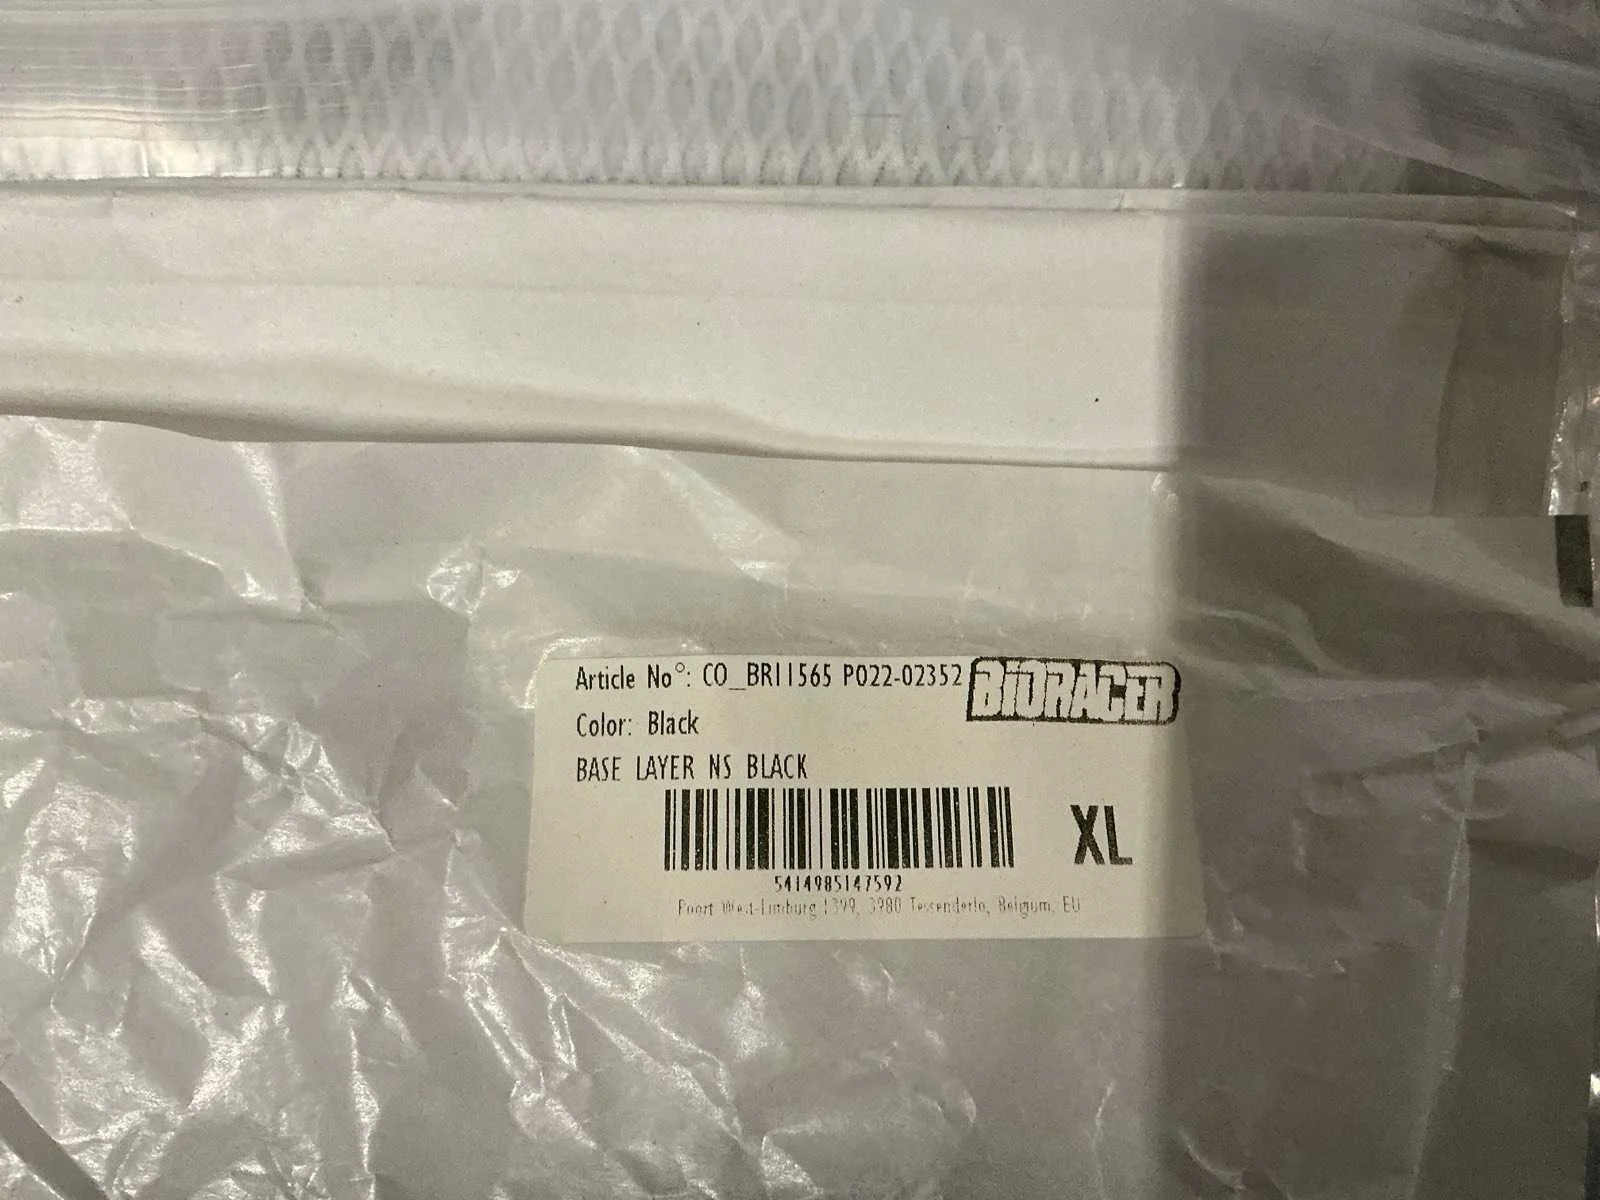 Article No°: CO_BR11565 PO22-02352 BIORACER
Color: Black
BASE LAYER NS BLACK
XL
5414985147592
Poort West-Limburg 1399, 3980 Tessenderlo, Belgium, EU